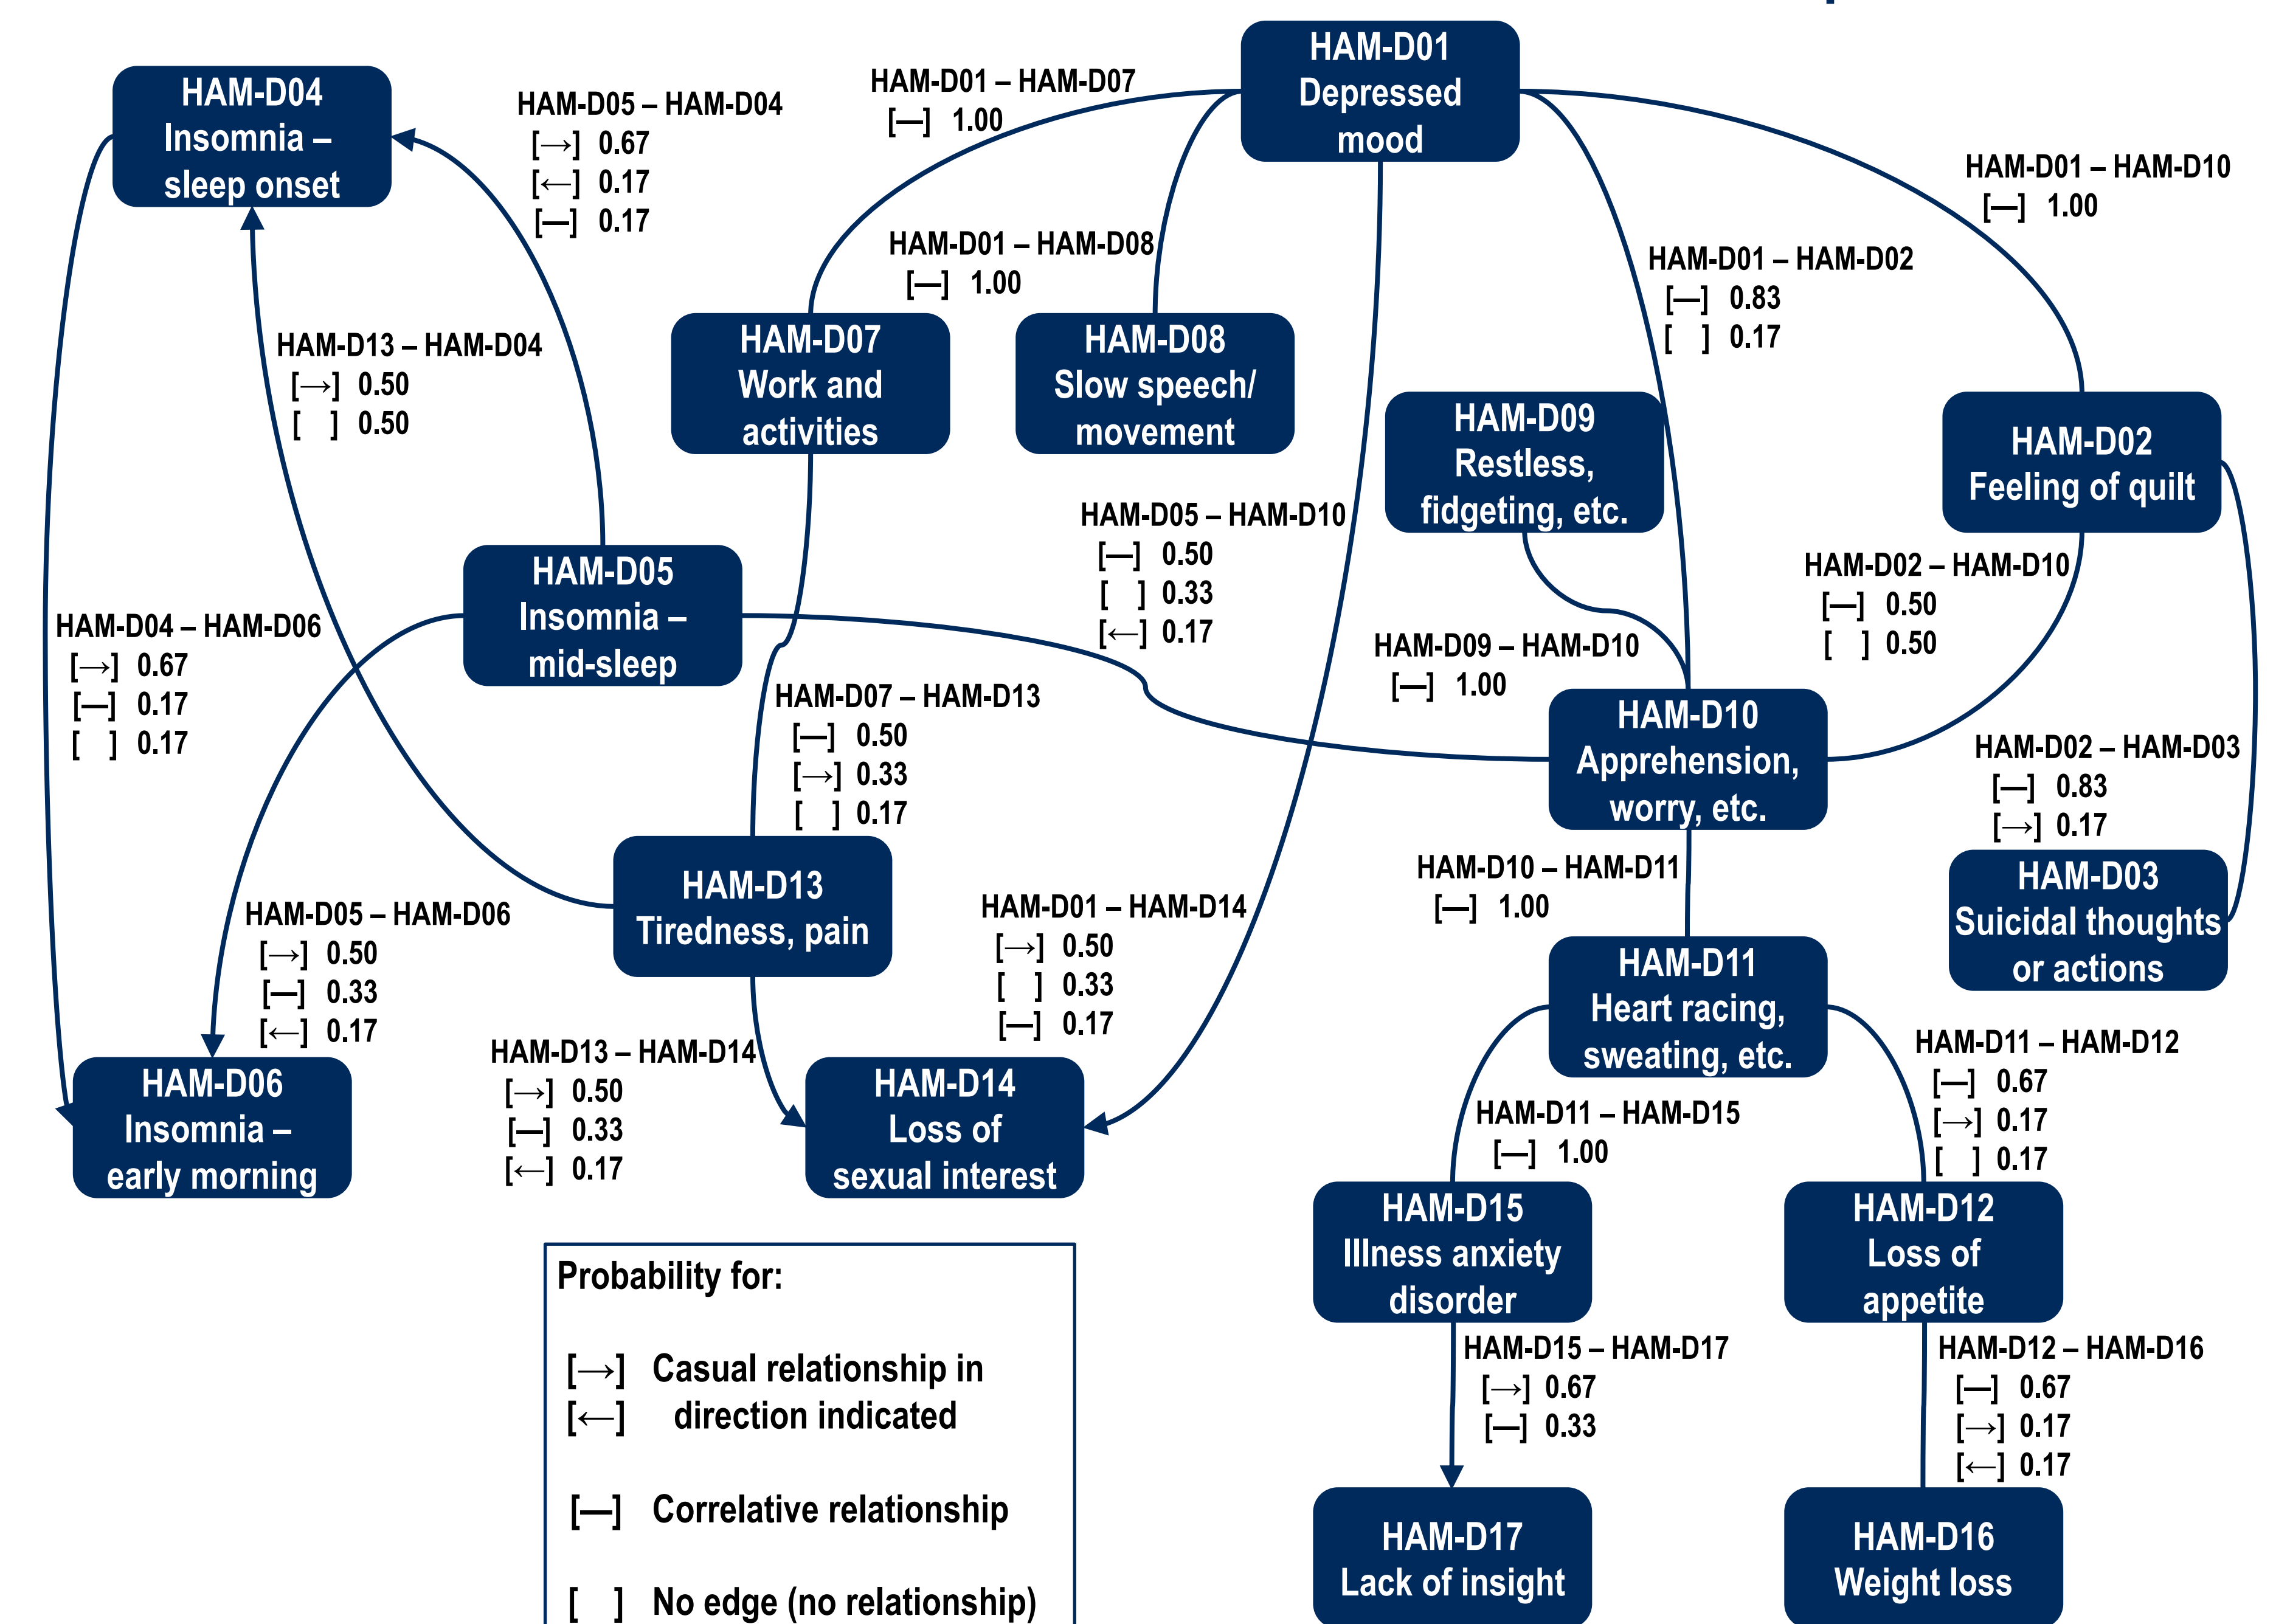 HAM-D01
Depressed
mood
HAM-D04
Insomnia –
sleep onset
HAM-D05 – HAM-D04
[→] 0.67
[←] 0.17
[—] 0.17
HAM-D01 – HAM-D07
[—] 1.00
HAM-D01 – HAM-D10
[—] 1.00
HAM-D01 – HAM-D08
[—] 1.00
HAM-D01 – HAM-D02
[—] 0.83
[ ] 0.17
HAM-D13 – HAM-D04
[→] 0.50
[ ] 0.50
HAM-D07
Work and
activities
HAM-D08
Slow speech/
movement
HAM-D09
Restless,
fidgeting, etc.
HAM-D02
Feeling of quilt
HAM-D05
Insomnia –
mid-sleep
HAM-D05 – HAM-D10
[—] 0.50
[ ] 0.33
[←] 0.17
HAM-D02 – HAM-D10
[—] 0.50
[ ] 0.50
HAM-D04 – HAM-D06
[→] 0.67
[—] 0.17
[ ] 0.17
HAM-D09 – HAM-D10
[—] 1.00
HAM-D07 – HAM-D13
[—] 0.50
[→] 0.33
[ ] 0.17
HAM-D10
Apprehension,
worry, etc.
HAM-D02 – HAM-D03
[—] 0.83
[→] 0.17
HAM-D13
Tiredness, pain
HAM-D10 – HAM-D11
[—] 1.00
HAM-D03
Suicidal thoughts
or actions
HAM-D05 – HAM-D06
[→] 0.50
[—] 0.33
[←] 0.17
HAM-D01 – HAM-D14
[→] 0.50
[ ] 0.33
[—] 0.17
HAM-D11
Heart racing,
sweating, etc.
HAM-D06
Insomnia –
early morning
HAM-D13 – HAM-D14
[→] 0.50
[—] 0.33
[←] 0.17
HAM-D14
Loss of
sexual interest
HAM-D11 – HAM-D15
[—] 1.00
HAM-D11 – HAM-D12
[—] 0.67
[→] 0.17
[ ] 0.17
HAM-D15
Illness anxiety
disorder
HAM-D12
Loss of
appetite
HAM-D15 – HAM-D17
[→] 0.67
[—] 0.33
HAM-D12 – HAM-D16
[—] 0.67
[→] 0.17
[←] 0.17
HAM-D17
Lack of insight
HAM-D16
Weight loss
Probability for:
[→] Casual relationship in
[←] direction indicated
[—] Correlative relationship
[ ] No edge (no relationship)